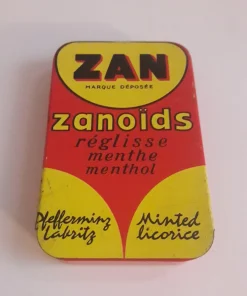 ZAN
MARQUE DÉPOSÉE
zanoïds
réglisse
menthe
menthol
Pfefferminz
Lakritz
Minted
licorice